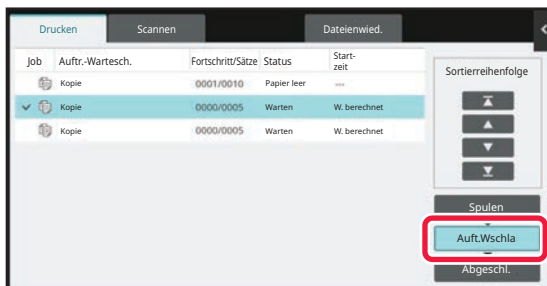 Drucken Scannen Dateienwied.
Job Auftr.-Wartesch. Fortschritt/Sätze Status Start-
zeit
Sortierreihenfolge
Kopie 0001/0010 Papier leer ---
Kopie 0000/0005 Warten W. berechnet
Kopie 0000/0005 Warten W. berechnet
Spulen
Auft.Wschla
Abgeschl.